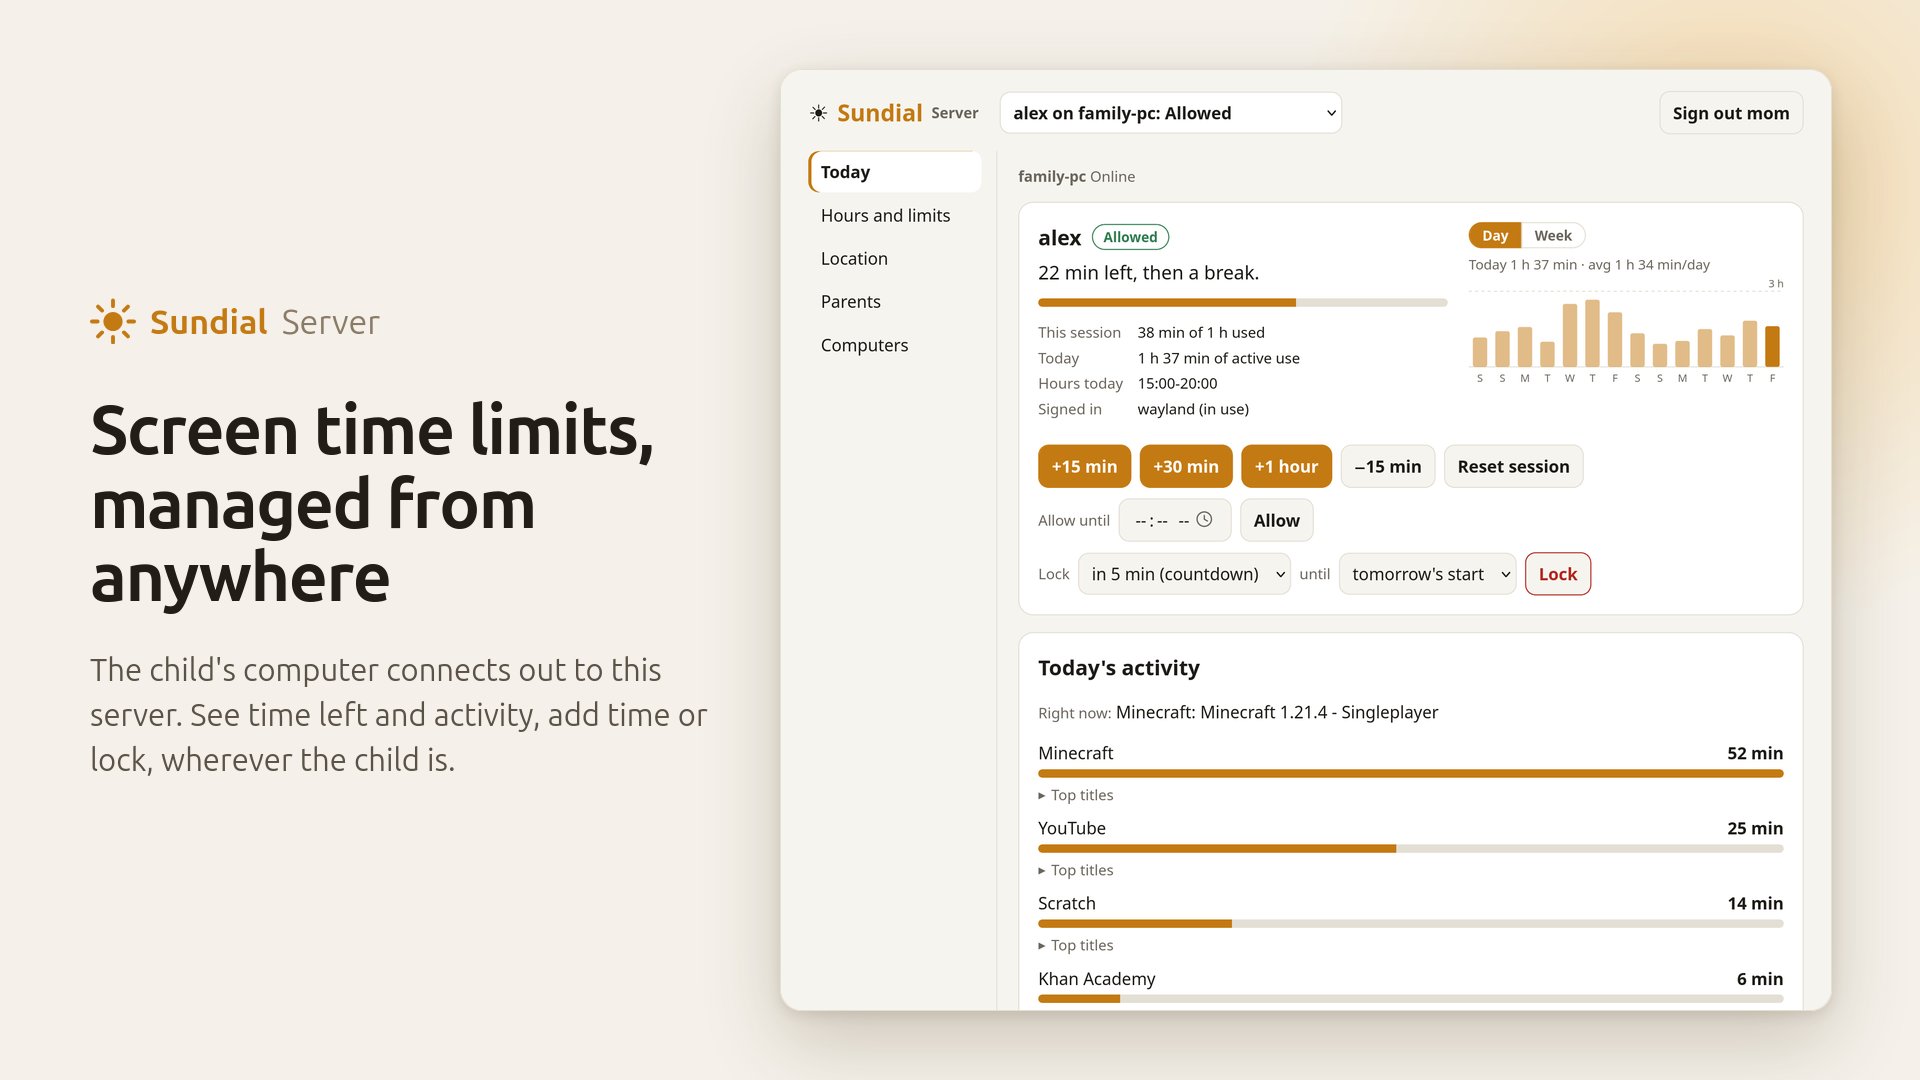 Sundial Server
Screen time limits,
managed from
anywhere
The child's computer connects out to this
server. See time left and activity, add time or
lock, wherever the child is.
Sundial Server
alex on family-pc: Allowed
Sign out mom
Today
Hours and limits
Location
Parents
Computers
family-pc Online
alex Allowed
22 min left, then a break.
This session 38 min of 1 h used
Today 1 h 37 min of active use
Hours today 15:00-20:00
Signed in wayland (in use)
Day Week
Today 1 h 37 min · avg 1 h 34 min/day
3 h
S S M T W T F S S M T W T F
+15 min +30 min +1 hour −15 min Reset session
Allow until --:-- -- Allow
Lock in 5 min (countdown) until tomorrow's start Lock
Today's activity
Right now: Minecraft: Minecraft 1.21.4 - Singleplayer
Minecraft 52 min
▸ Top titles
YouTube 25 min
▸ Top titles
Scratch 14 min
▸ Top titles
Khan Academy 6 min